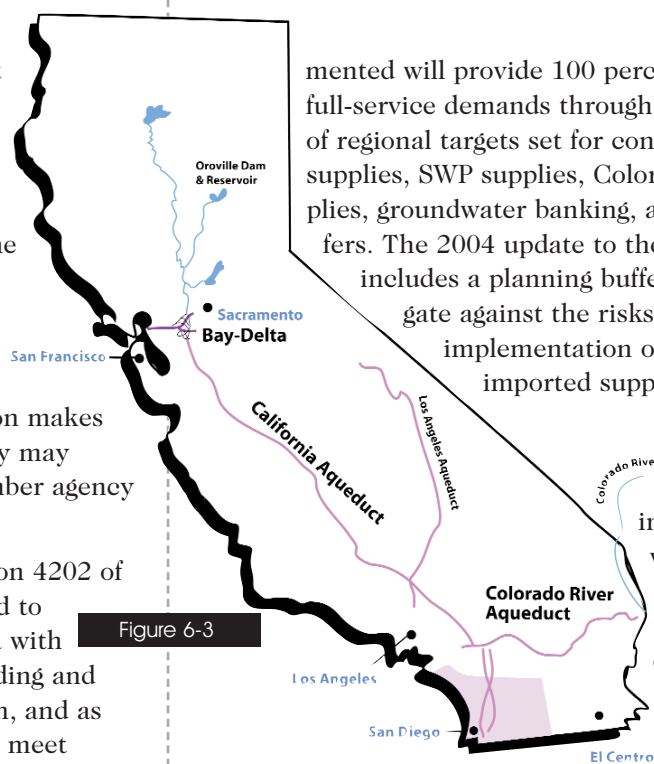 mented will provide 100 perc
full-service demands through
of regional targets set for con
supplies, SWP supplies, Color
plies, groundwater banking, a
fers. The 2004 update to the
includes a planning buffe
gate against the risks
implementation o
imported supp
on makes
y may
nber agency
on 4202 of
d to
with
ding and
n, and as
meet
Figure 6-3
Oroville Dam
& Reservoir
Sacramento
Bay-Delta
San Francisco
California Aqueduct
Los Angeles Aqueduct
Colorado River
Colorado River
Aqueduct
Los Angeles
San Diego
El Centro
in